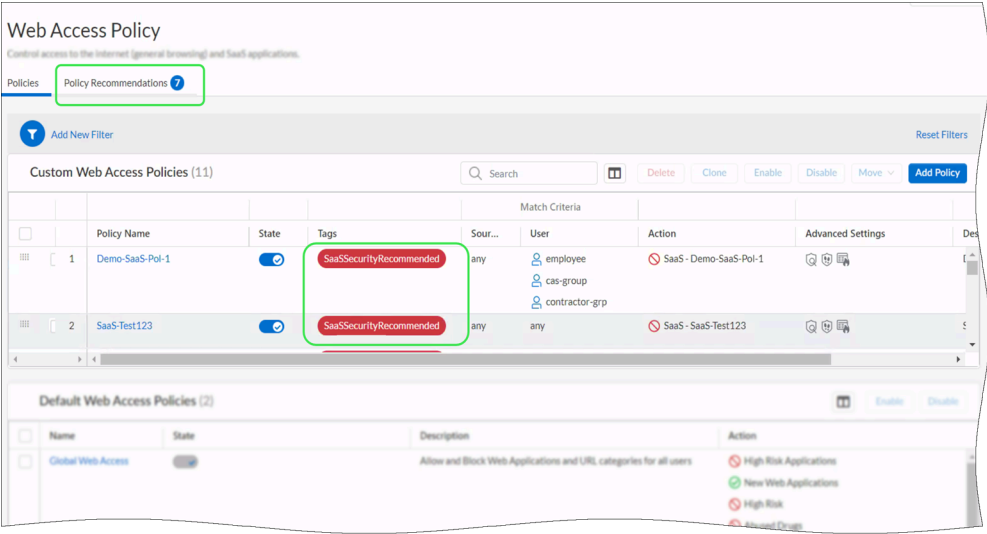 Web Access Policy
Control access to the internet (general browsing) and SaaS applications.
Policies Policy Recommendations 7
Add New Filter Reset Filters
Custom Web Access Policies (11) Search Delete Clone Enable Disable Move Add Policy
Match Criteria
Policy Name State Tags Sour... User Action Advanced Settings Des
1 Demo-SaaS-Pol-1 SaaSSecurityRecommended any employee SaaS - Demo-SaaS-Pol-1
cas-group
contractor-grp
2 SaaS-Test123 SaaSSecurityRecommended any any SaaS - SaaS-Test123 S
Default Web Access Policies (2) Enable Disable
Name State Description Action
Global Web Access Allow and Block Web Applications and URL categories for all users High Risk Applications
New Web Applications
High Risk
Abused Drugs